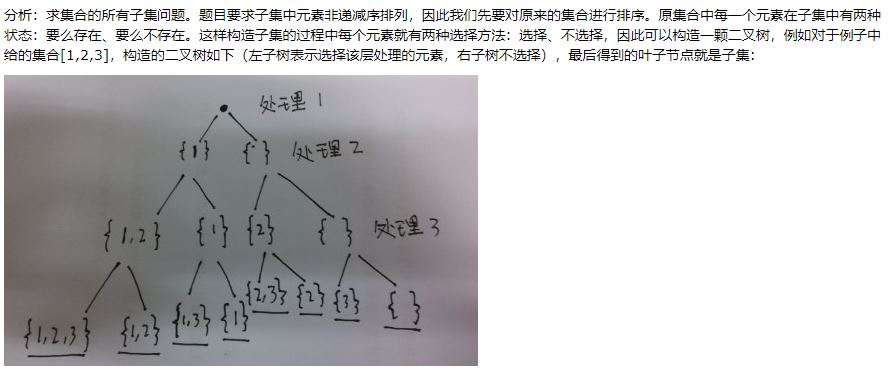 分析：求集合的所有子集问题。题目要求子集中元素非递减序排列，因此我们先要对原来的集合进行排序。原集合中每一个元素在子集中有两种
状态：要么存在、要么不存在。这样构造子集的过程中每个元素就有两种选择方法：选择、不选择，因此可以构造一颗二叉树，例如对于例子中
给的集合[1,2,3]，构造的二叉树如下（左子树表示选择该层处理的元素，右子树不选择），最后得到的叶子节点就是子集：
处理 1
{1} { } 处理 2
{1,2} {1} {2} { } 处理 3
{1,2,3} {1,2} {1,3} {1} {2,3} {2} {3} { }